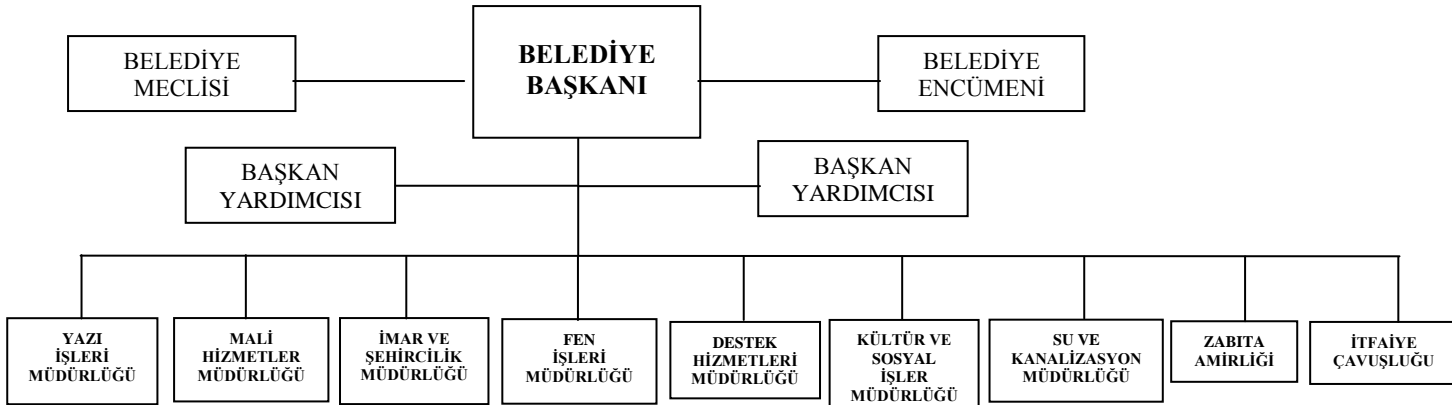 BELEDİYE
MECLİSİ
BELEDİYE
BAŞKANI
BELEDİYE
ENCÜMENİ
BAŞKAN
YARDIMCISI
BAŞKAN
YARDIMCISI
YAZI
İŞLERİ
MÜDÜRLÜĞÜ
MALİ
HİZMETLER
MÜDÜRLÜĞÜ
İMAR VE
ŞEHİRCİLİK
MÜDÜRLÜĞÜ
FEN
İŞLERİ
MÜDÜRLÜĞÜ
DESTEK
HİZMETLERİ
MÜDÜRLÜĞÜ
KÜLTÜR VE
SOSYAL
İŞLER
MÜDÜRLÜĞÜ
SU VE
KANALİZASYON
MÜDÜRLÜĞÜ
ZABITA
AMİRLİĞİ
İTFAİYE
ÇAVUŞLUĞU